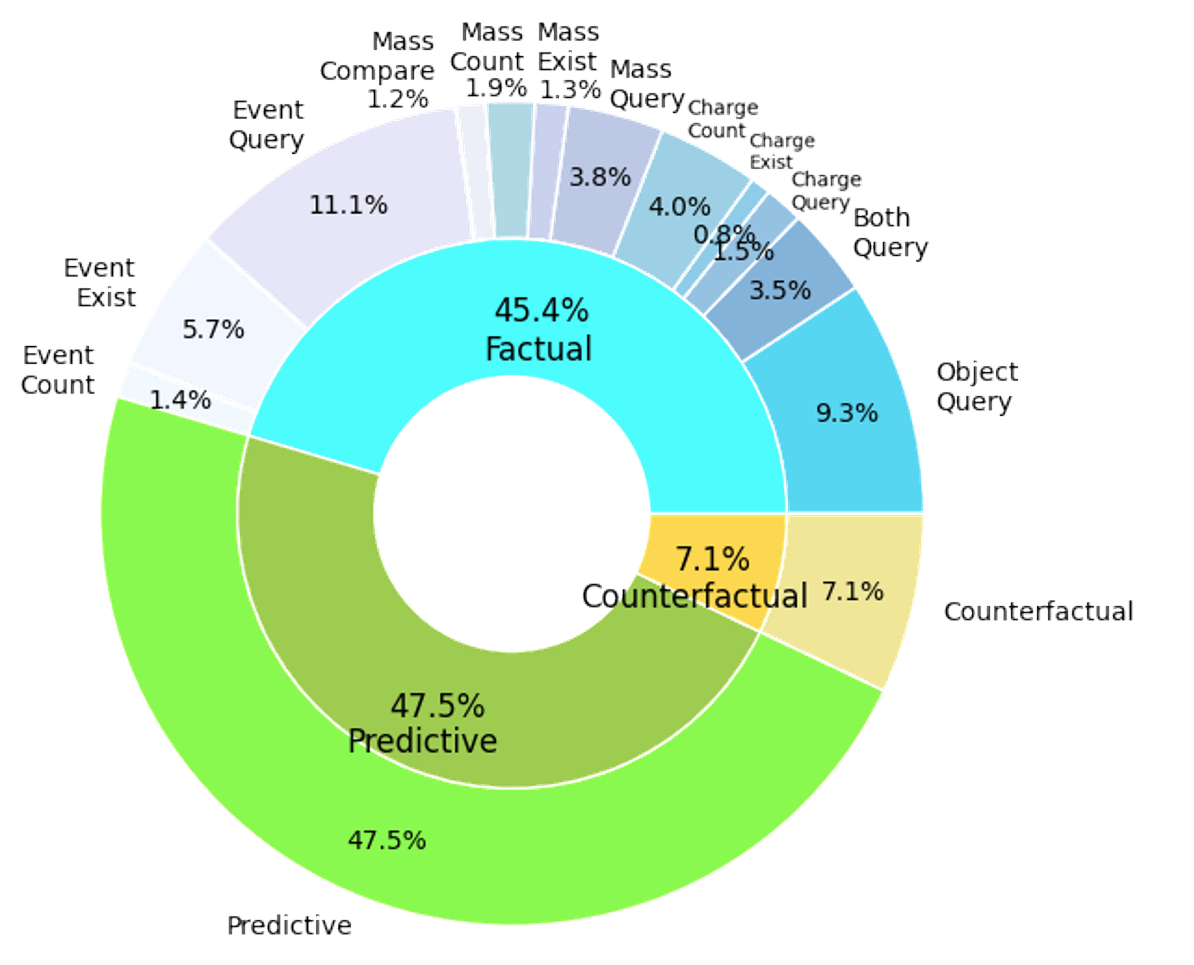 Mass
Compare
1.2%
Mass
Count
1.9%
Mass
Exist
1.3%
Mass
Query
3.8%
Charge
Count
4.0%
Charge
Exist
0.8%
Charge
Query
1.5%
Both
Query
3.5%
Object
Query
9.3%
Event
Query
11.1%
Event
Exist
5.7%
Event
Count
1.4%
45.4%
Factual
7.1%
Counterfactual
7.1%
Counterfactual
47.5%
Predictive
47.5%
Predictive